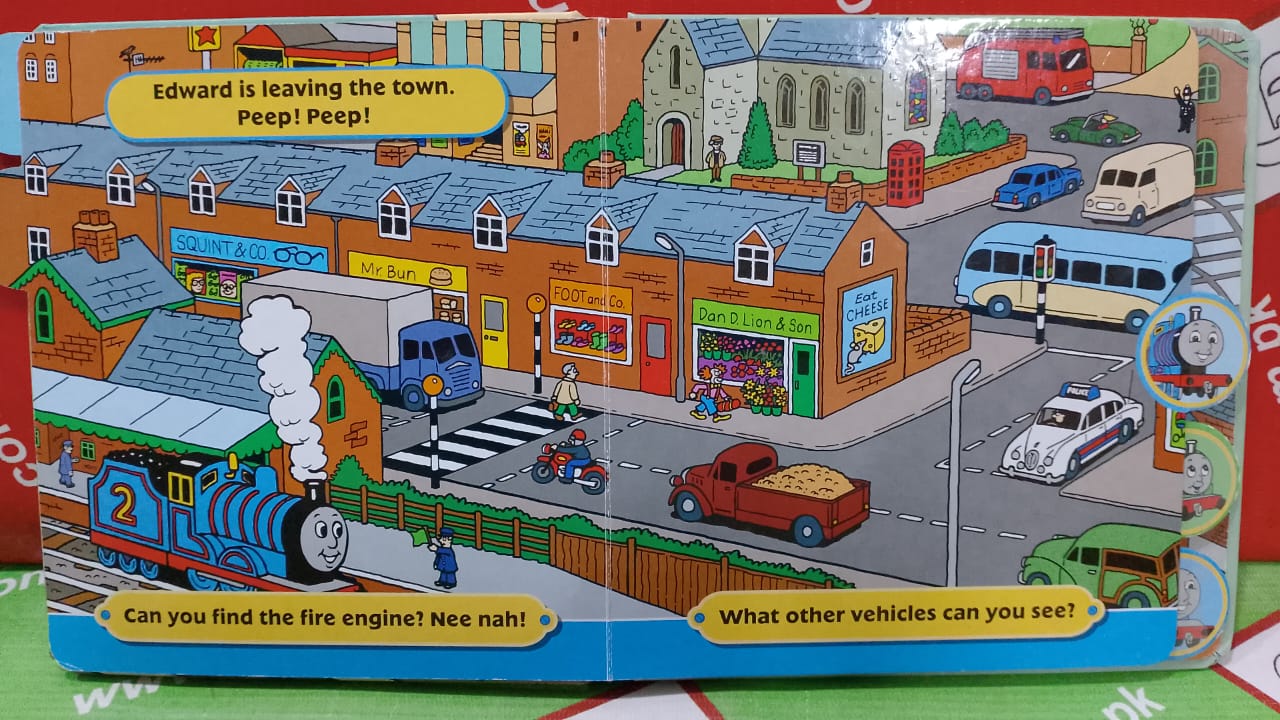 Edward is leaving the town.
Peep! Peep!
SQUINT & CO.
Mr. Bun
FOOT and Co.
Dan D. Lion & Son
Eat
CHEESE
POLICE
2
Can you find the fire engine? Nee nah!
What other vehicles can you see?
pk